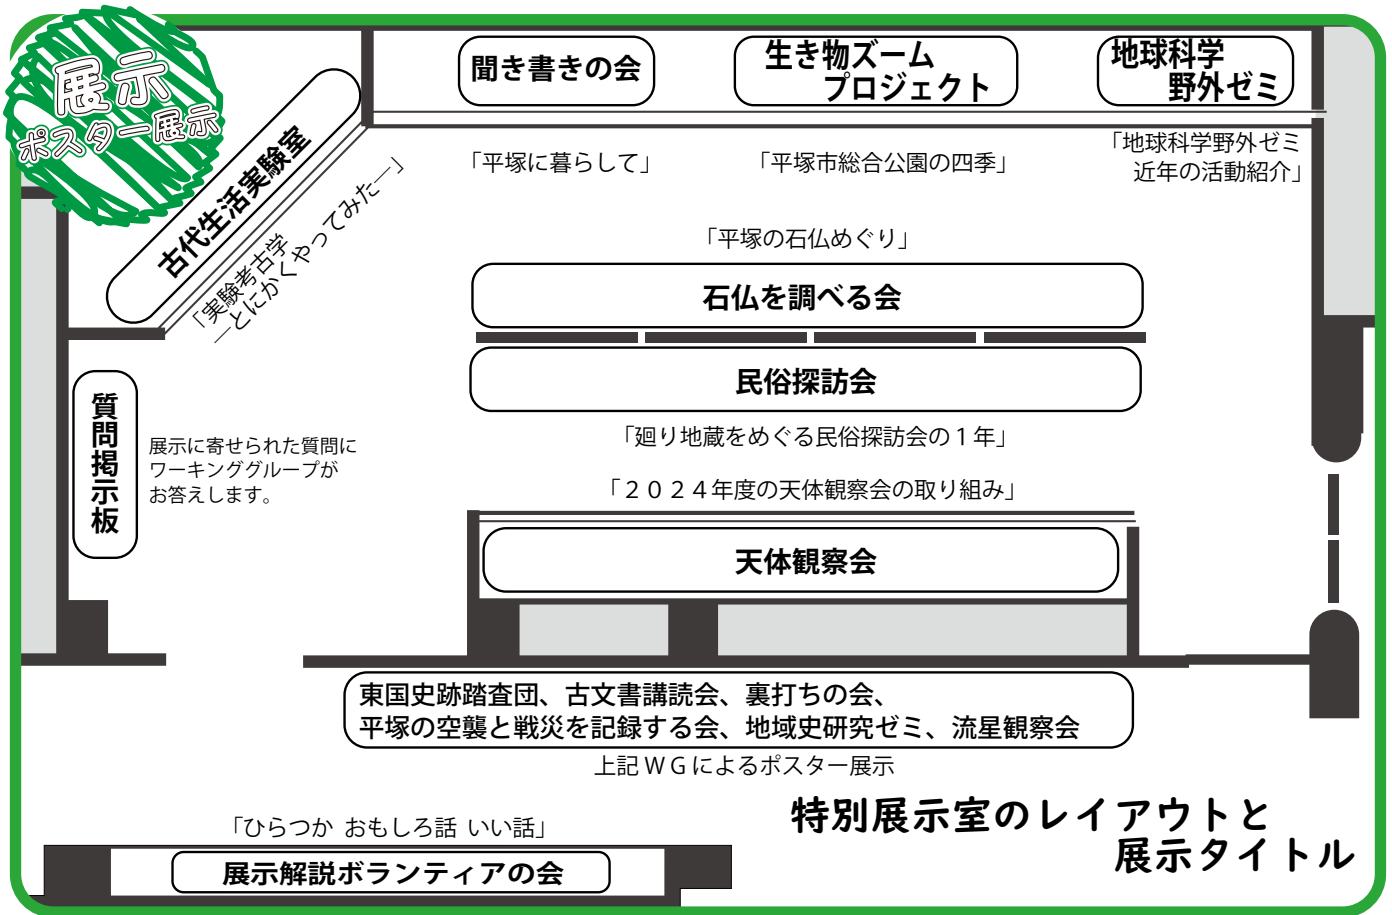 展示
ポスター展示
聞き書きの会
生き物ズーム
プロジェクト
地球科学
野外ゼミ
古代生活実験室
「実験考古学
―とにかくやってみた―」
「平塚に暮らして」
「平塚市総合公園の四季」
「地球科学野外ゼミ
近年の活動紹介」
「平塚の石仏めぐり」
石仏を調べる会
民俗探訪会
「廻り地蔵をめぐる民俗探訪会の１年」
質問掲示板
展示に寄せられた質問に
ワーキンググループが
お答えします。
「２０２４年度の天体観察会の取り組み」
天体観察会
東国史跡踏査団、古文書講読会、裏打ちの会、
平塚の空襲と戦災を記録する会、地域史研究ゼミ、流星観察会
上記ＷＧによるポスター展示
特別展示室のレイアウトと
展示タイトル
「ひらつか おもしろ話 いい話」
展示解説ボランティアの会